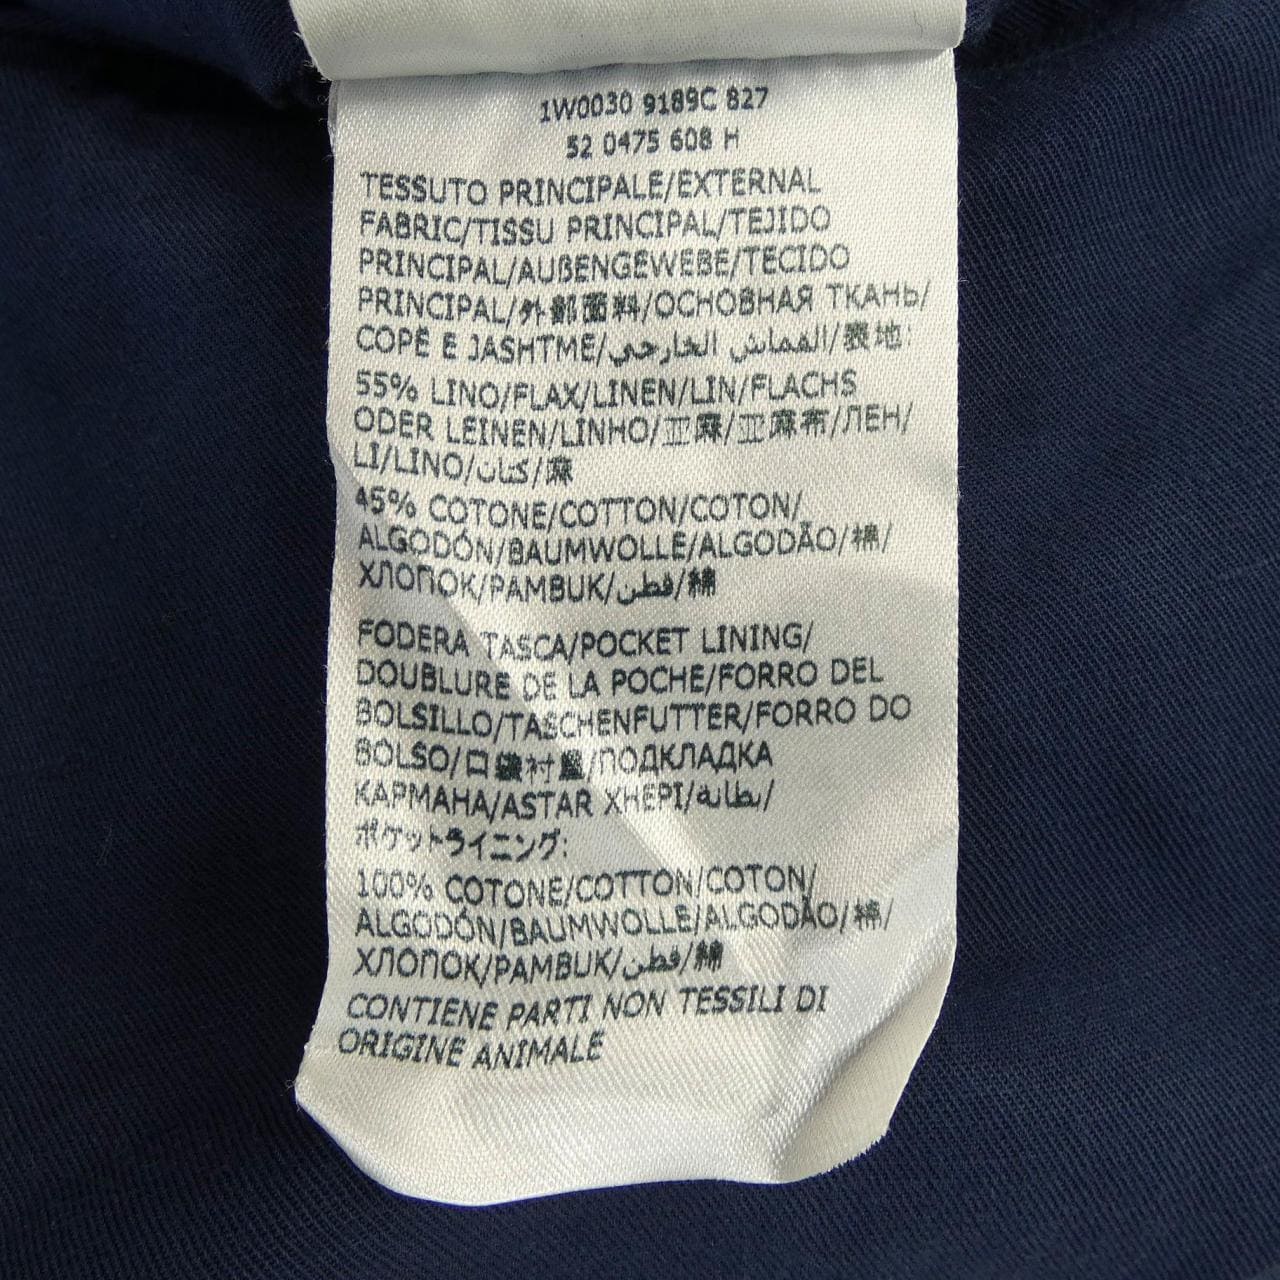 1W0030 9189C 827
52 0475 608 H
TESSUTO PRINCIPALE/EXTERNAL
FABRIC/TISSU PRINCIPAL/TEJIDO
PRINCIPAL/AUßENGEWEBE/TECIDO
PRINCIPAL/外部面料/ОСНОВНАЯ ТКАНЬ/
COPË E JASHTME/القماش الخارجي/表地:
55% LINO/FLAX/LINEN/LIN/FLACHS
ODER LEINEN/LINHO/亚麻/亚麻布/ЛЕН/
LI/LINO/كتان/麻
45% COTONE/COTTON/COTON/
ALGODÓN/BAUMWOLLE/ALGODÃO/棉/
ХЛОПОК/PAMBUK/قطن/綿
FODERA TASCA/POCKET LINING/
DOUBLURE DE LA POCHE/FORRO DEL
BOLSILLO/TASCHENFUTTER/FORRO DO
BOLSO/口袋衬里/ПОДКЛАДКА
КАРМАНА/ASTAR XHEPI/بطانة/
ポケットライニング:
100% COTONE/COTTON/COTON/
ALGODÓN/BAUMWOLLE/ALGODÃO/棉/
ХЛОПОК/PAMBUK/قطن/綿
CONTIENE PARTI NON TESSILI DI
ORIGINE ANIMALE